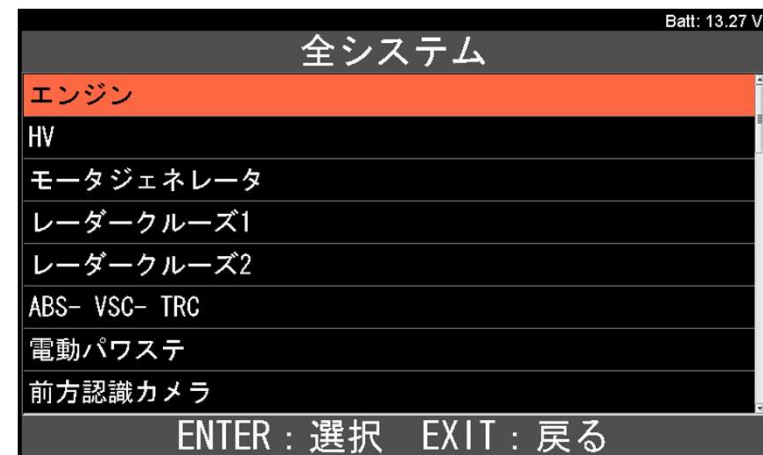 Batt: 13.27 V
全システム
エンジン
HV
モータジェネレータ
レーダークルーズ1
レーダークルーズ2
ABS- VSC- TRC
電動パワステ
前方認識カメラ
ENTER：選択 EXIT：戻る